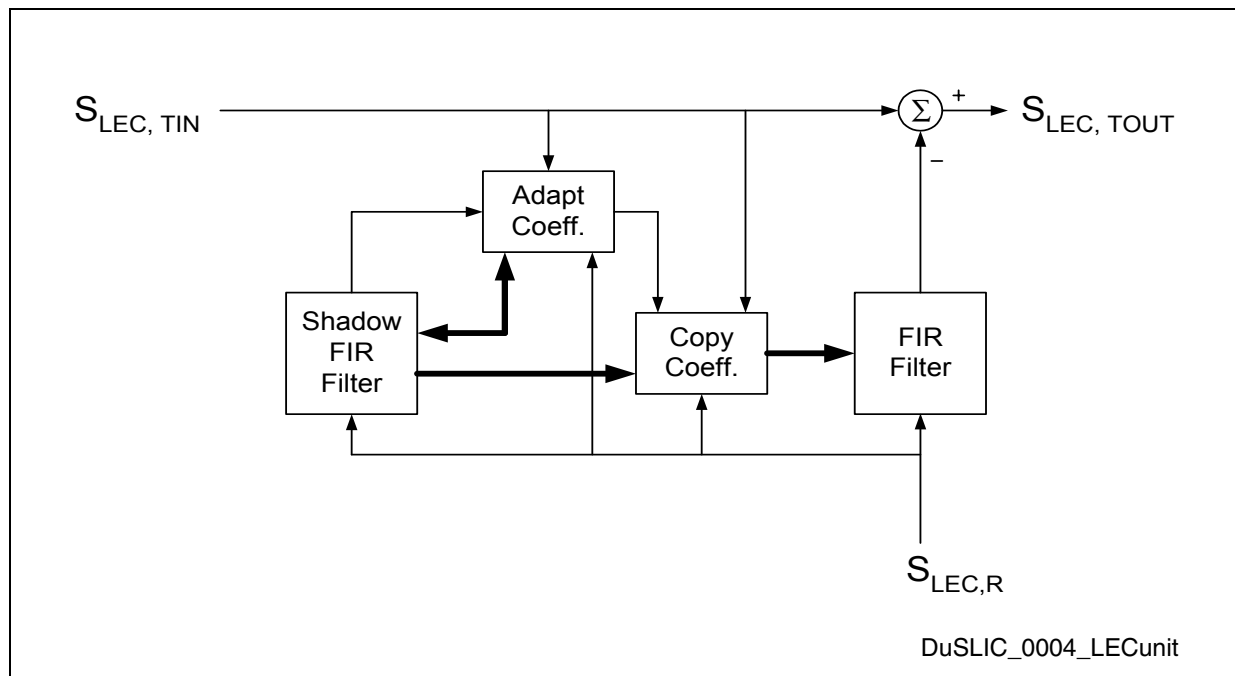 S_LEC, TIN
Σ
+
S_LEC, TOUT
–
Adapt
Coeff.
Shadow
FIR
Filter
Copy
Coeff.
FIR
Filter
S_LEC,R
DuSLIC_0004_LECunit